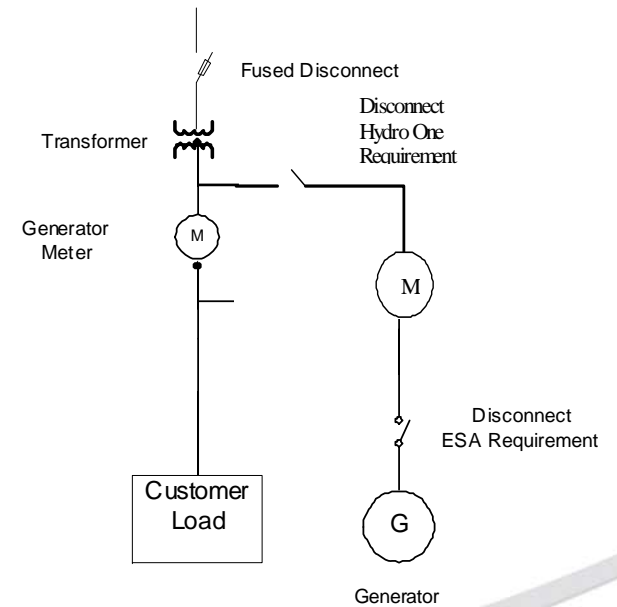 Fused Disconnect
Disconnect
Hydro One
Requirement
Transformer
Generator
Meter
M
M
Disconnect
ESA Requirement
Customer
Load
G
Generator